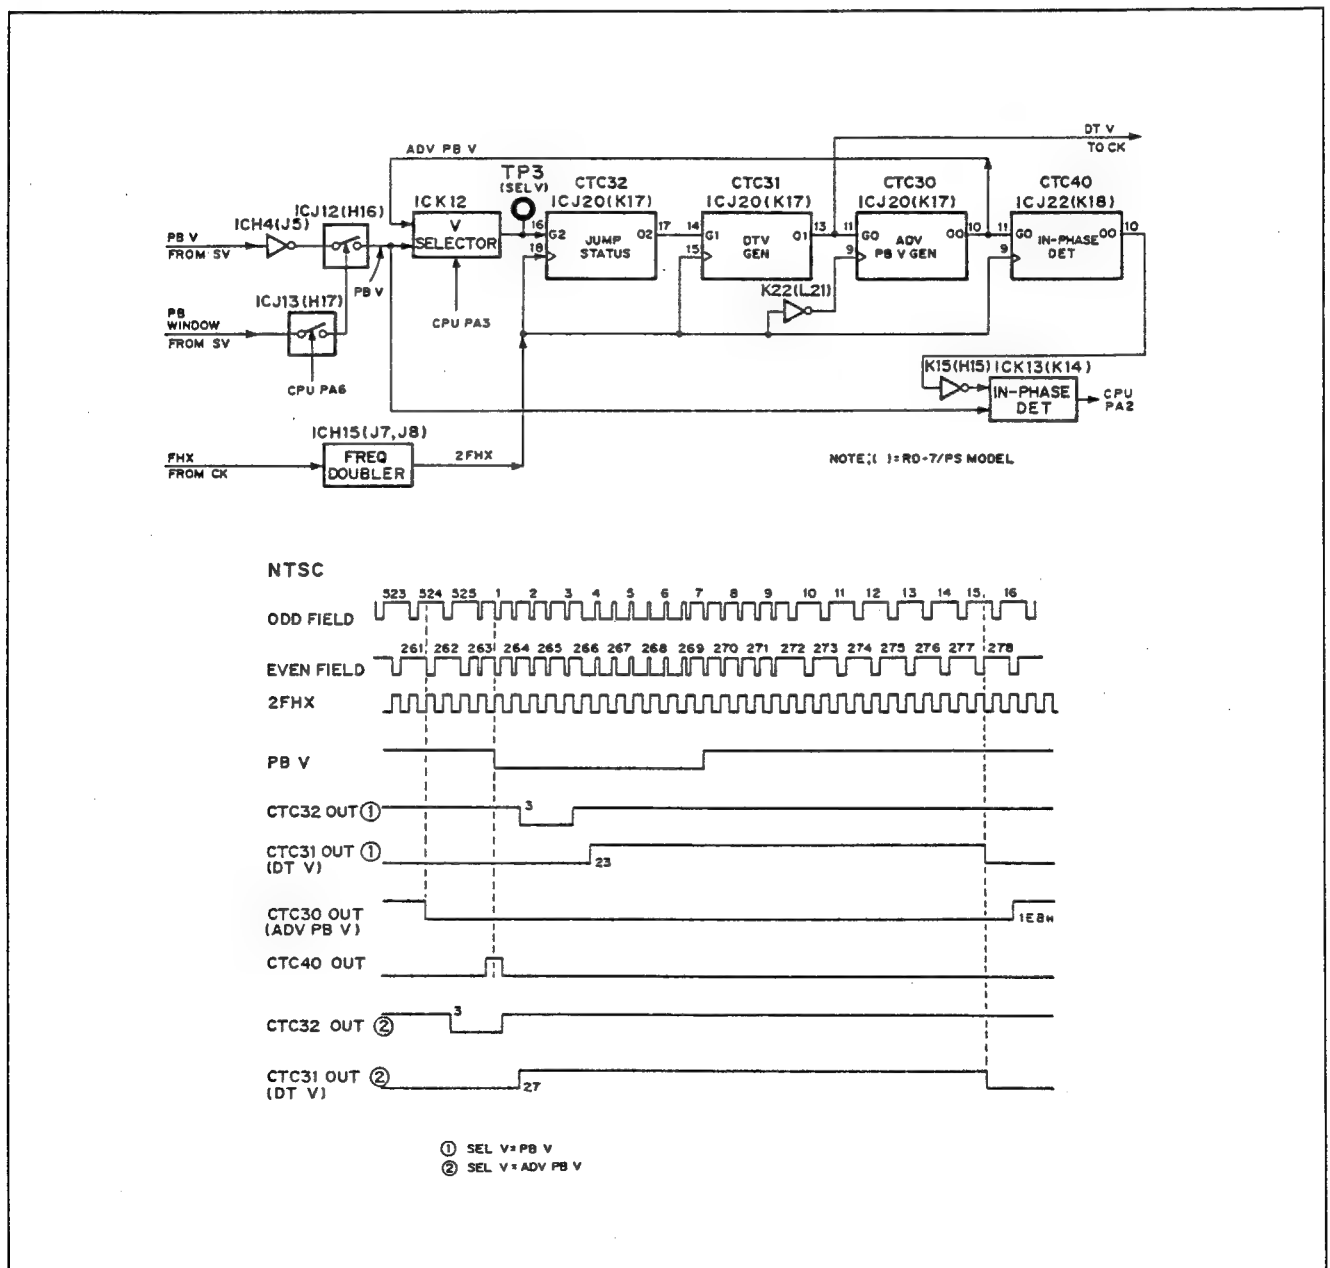 DT V
TO CK
ADV PB V
TP3
(SEL V)
CTC32
ICJ20(K17)
CTC31
ICJ20(K17)
CTC30
ICJ20(K17)
CTC40
ICJ22(K18)
ICH4(J5)
ICJ12(H16)
ICK12
V
SELECTOR
16
G2
O2
17
18
JUMP
STATUS
14
G1
O1
13
15
DTV
GEN
11
GO
OO
10
9
ADV
PB V GEN
11
GO
OO
10
9
IN-PHASE
DET
PB V
FROM SV
PB V
ICJ13(H17)
CPU PA3
K22(L21)
PB
WINDOW
FROM SV
CPU PA6
K15(H15)
ICK13(K14)
IN-PHASE
DET
CPU
PA2
ICH15(J7,J8)
FHX
FROM CK
FREQ
DOUBLER
2FHX
NOTE;( )=RD-7/PS MODEL
NTSC
523 524 525 1 2 3 4 5 6 7 8 9 10 11 12 13 14 15 16
ODD FIELD
261 262 263 264 265 266 267 268 269 270 271 272 273 274 275 276 277 278
EVEN FIELD
2FHX
PB V
CTC32 OUT ① 3
CTC31 OUT ①
(DT V)
23
CTC30 OUT
(ADV PB V)
1E8H
CTC40 OUT
CTC32 OUT ② 3
CTC31 OUT ②
(DT V)
27
① SEL V=PB V
② SEL V=ADV PB V